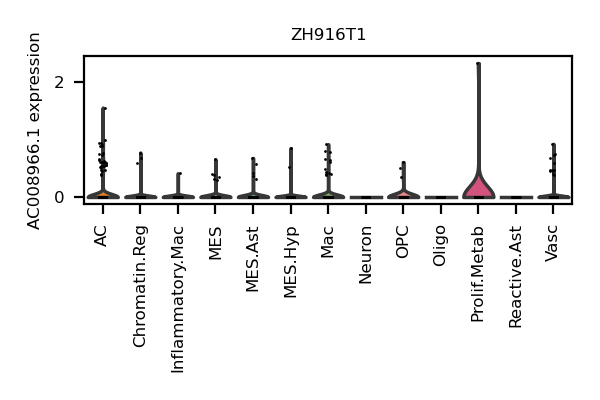 ZH916T1
AC008966.1 expression
2
0
AC
Chromatin.Reg
Inflammatory.Mac
MES
MES.Ast
MES.Hyp
Mac
Neuron
OPC
Oligo
Prolif.Metab
Reactive.Ast
Vasc